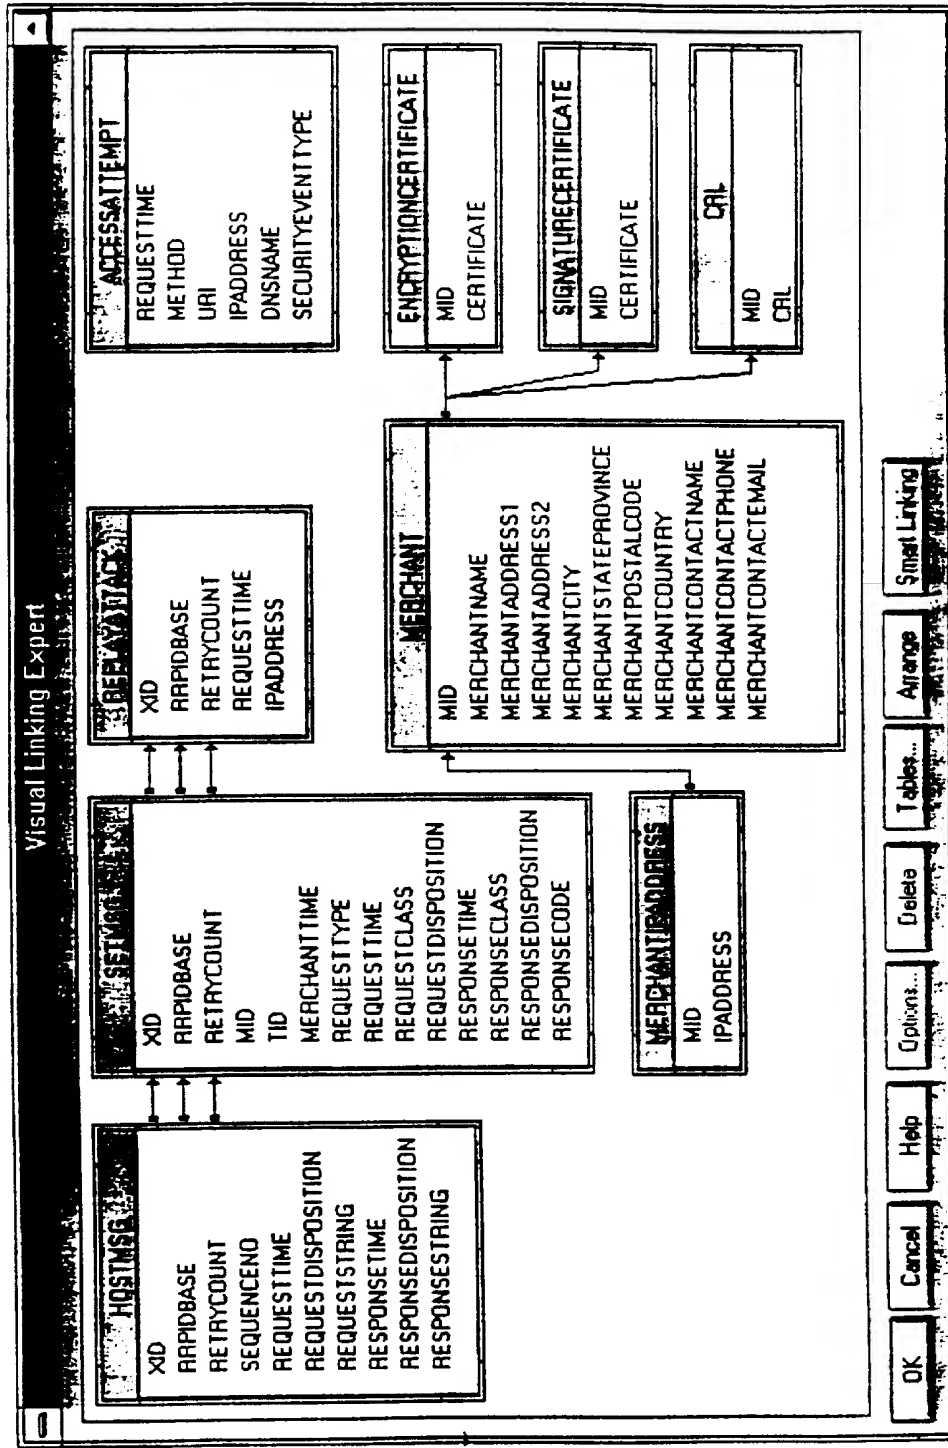 Visual Linking Expert
HOSTMSG
XID
RRPIDBASE
RETRYCOUNT
SEQUENCENO
REQUESTTIME
REQUESTDISPOSITION
REQUESTSTRING
RESPONSETIME
RESPONSEDISPOSITION
RESPONSESTRING
SETMSG
XID
RRPIDBASE
RETRYCOUNT
MID
TID
MERCHANTTIME
REQUESTTYPE
REQUESTTIME
REQUESTCLASS
REQUESTDISPOSITION
RESPONSETIME
RESPONSECLASS
RESPONSEDISPOSITION
RESPONSECODE
REPLAYATTACK
XID
RRPIDBASE
RETRYCOUNT
REQUESTTIME
IPADDRESS
ACCESSATTEMPT
REQUESTTIME
METHOD
URI
IPADDRESS
DNSNAME
SECURITYEVENTTYPE
MERCHANTIPADDRESS
MID
IPADDRESS
MERCHANT
MID
MERCHANTNAME
MERCHANTADDRESS1
MERCHANTADDRESS2
MERCHANTCITY
MERCHANTSTATEPROVINCE
MERCHANTPOSTALCODE
MERCHANTCOUNTRY
MERCHANTCONTACTNAME
MERCHANTCONTACTPHONE
MERCHANTCONTACTEMAIL
ENCRYPTIONCERTIFICATE
MID
CERTIFICATE
SIGNATURECERTIFICATE
MID
CERTIFICATE
CRL
MID
CRL
OK
Cancel
Help
Options...
Delete
Tables...
Arrange
Smart Linking